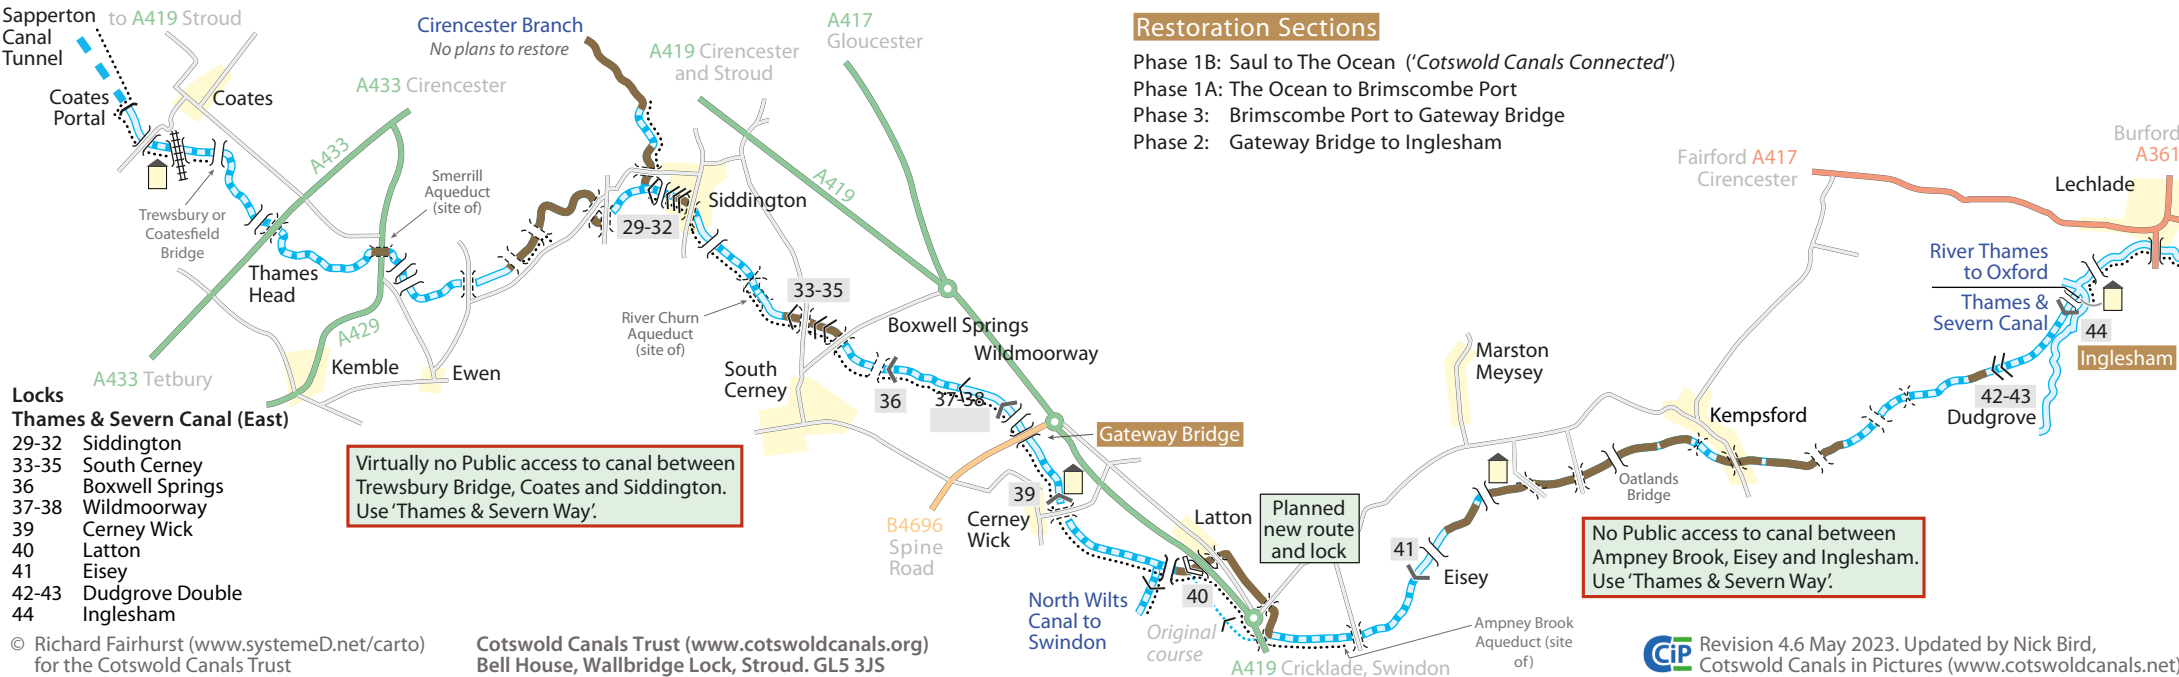 Sapperton
Canal
Tunnel
to A419 Stroud
Coates
Portal
Coates
A433 Cirencester
A433
Cirencester Branch
No plans to restore
A419 Cirencester
and Stroud
A417
Gloucester
A419
Restoration Sections
Phase 1B: Saul to The Ocean ('Cotswold Canals Connected')
Phase 1A: The Ocean to Brimscombe Port
Phase 3: Brimscombe Port to Gateway Bridge
Phase 2: Gateway Bridge to Inglesham
Fairford A417
Cirencester
Burford
A361
Lechlade
Trewsbury or
Coatesfield
Bridge
Smerrill
Aqueduct
(site of)
Thames
Head
A429
A433 Tetbury
Kemble
Ewen
29-32
Siddington
River Churn
Aqueduct
(site of)
33-35
South
Cerney
Boxwell Springs
Wildmoorway
36
37-38
Gateway Bridge
B4696
Spine
Road
39
Cerney
Wick
North Wilts
Canal to
Swindon
Latton
40
Original
course
A419 Cricklade, Swindon
Planned
new route
and lock
41
Eisey
Ampney Brook
Aqueduct (site
of)
Marston
Meysey
Kempsford
Oatlands
Bridge
River Thames
to Oxford
Thames &
Severn Canal
44
Inglesham
42-43
Dudgrove
Virtually no Public access to canal between
Trewsbury Bridge, Coates and Siddington.
Use 'Thames & Severn Way'.
No Public access to canal between
Ampney Brook, Eisey and Inglesham.
Use 'Thames & Severn Way'.
Locks
Thames & Severn Canal (East)
29-32 Siddington
33-35 South Cerney
36 Boxwell Springs
37-38 Wildmoorway
39 Cerney Wick
40 Latton
41 Eisey
42-43 Dudgrove Double
44 Inglesham
© Richard Fairhurst (www.systemeD.net/carto)
for the Cotswold Canals Trust
Cotswold Canals Trust (www.cotswoldcanals.org)
Bell House, Wallbridge Lock, Stroud. GL5 3JS
CiP
Revision 4.6 May 2023. Updated by Nick Bird,
Cotswold Canals in Pictures (www.cotswoldcanals.net)